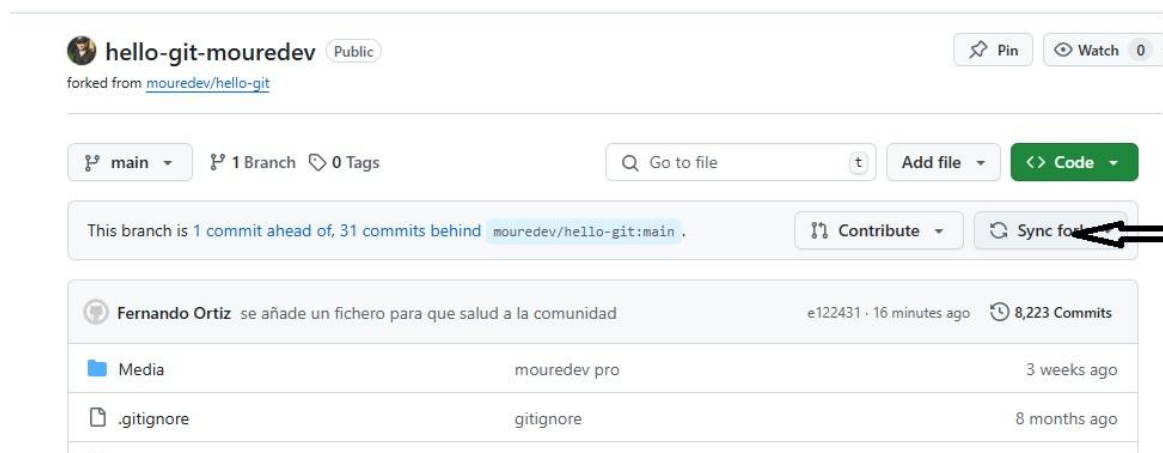 hello-git-mouredev Public
Pin
Watch 0
forked from mouredev/hello-git
main
1 Branch
0 Tags
Go to file
t
Add file
Code
This branch is 1 commit ahead of, 31 commits behind mouredev/hello-git:main .
Contribute
Sync
Fernando Ortiz se añade un fichero para que salud a la comunidad
e122431 · 16 minutes ago
8,223 Commits
Media
mouredev pro
3 weeks ago
.gitignore
gitignore
8 months ago